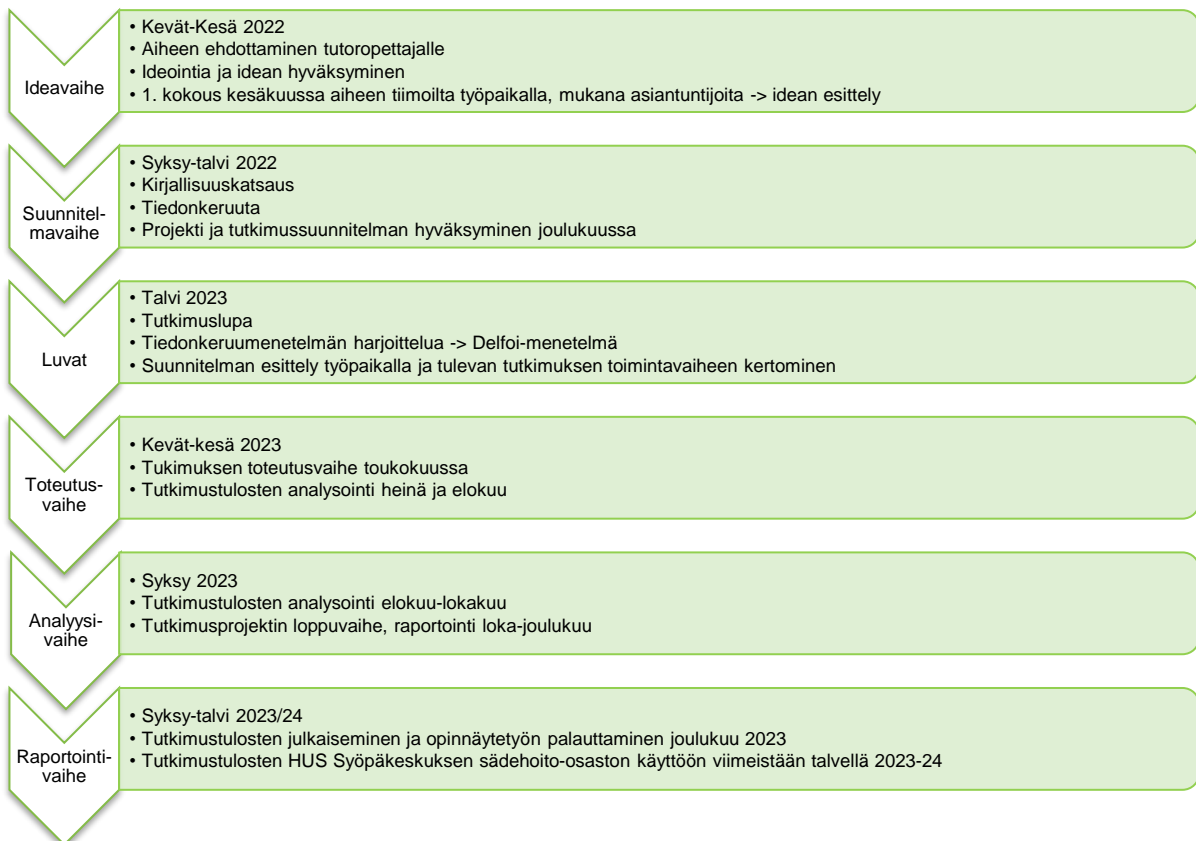 Ideavaihe
• Kevät-Kesä 2022
• Aiheen ehdottaminen tutoropettajalle
• Ideointia ja idean hyväksyminen
• 1. kokous kesäkuussa aiheen tiimoilta työpaikalla, mukana asiantuntijoita -> idean esittely
Suunnitel-
mavaihe
• Syksy-talvi 2022
• Kirjallisuuskatsaus
• Tiedonkeruuta
• Projekti ja tutkimussuunnitelman hyväksyminen joulukuussa
Luvat
• Talvi 2023
• Tutkimuslupa
• Tiedonkeruumenetelmän harjoittelua -> Delfoi-menetelmä
• Suunnitelman esittely työpaikalla ja tulevan tutkimuksen toimintavaiheen kertominen
Toteutus-
vaihe
• Kevät-kesä 2023
• Tukimuksen toteutusvaihe toukokuussa
• Tutkimustulosten analysointi heinä ja elokuu
Analyysi-
vaihe
• Syksy 2023
• Tutkimustulosten analysointi elokuu-lokakuu
• Tutkimusprojektin loppuvaihe, raportointi loka-joulukuu
Raportointi-
vaihe
• Syksy-talvi 2023/24
• Tutkimustulosten julkaiseminen ja opinnäytetyön palauttaminen joulukuu 2023
• Tutkimustulosten HUS Syöpäkeskuksen sädehoito-osaston käyttöön viimeistään talvellä 2023-24